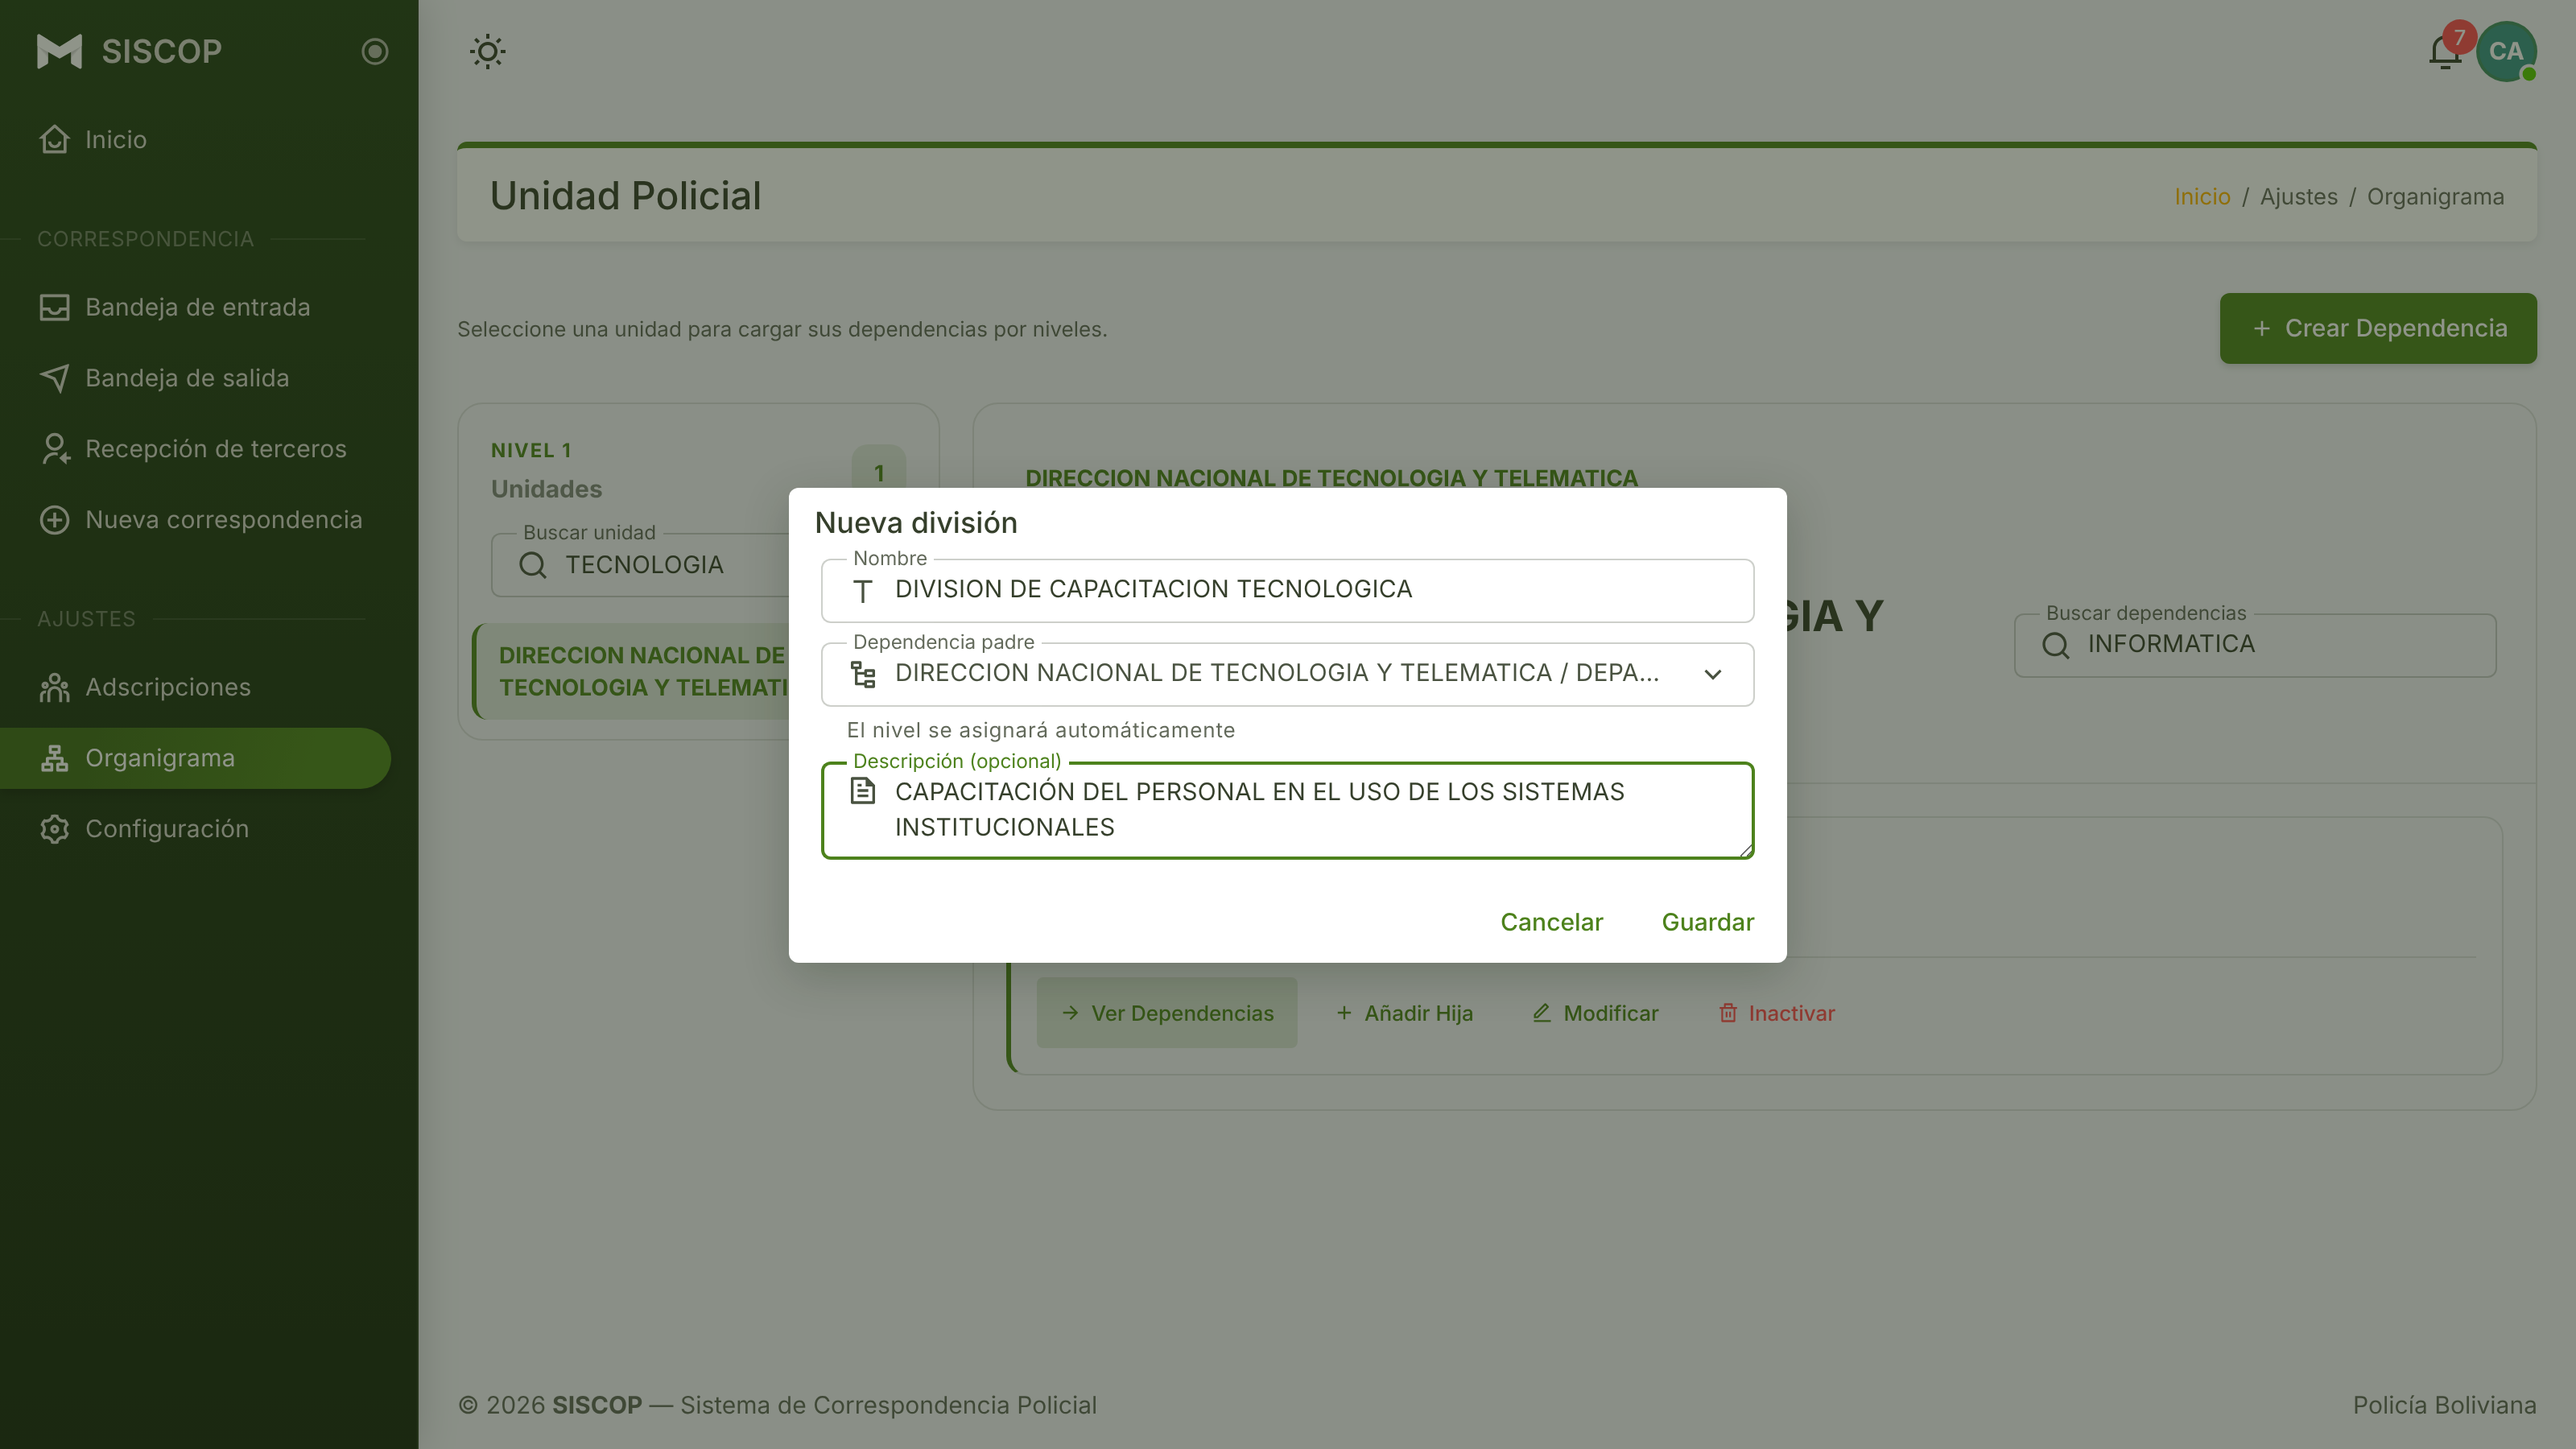 SISCOP
7
CA
Inicio
Unidad Policial
Inicio / Ajustes / Organigrama
CORRESPONDENCIA
Bandeja de entrada
Bandeja de salida
Recepción de terceros
Nueva correspondencia
AJUSTES
Adscripciones
Organigrama
Configuración
Seleccione una unidad para cargar sus dependencias por niveles.
+ Crear Dependencia
NIVEL 1
Unidades
1
Buscar unidad
TECNOLOGIA
DIRECCION NACIONAL DE
TECNOLOGIA Y TELEMATI
DIRECCION NACIONAL DE TECNOLOGIA Y TELEMATICA
GIA Y
Buscar dependencias
INFORMATICA
Nueva división
Nombre
DIVISION DE CAPACITACION TECNOLOGICA
Dependencia padre
DIRECCION NACIONAL DE TECNOLOGIA Y TELEMATICA / DEPA...
El nivel se asignará automáticamente
Descripción (opcional)
CAPACITACIÓN DEL PERSONAL EN EL USO DE LOS SISTEMAS
INSTITUCIONALES
Cancelar
Guardar
Ver Dependencias
+ Añadir Hija
Modificar
Inactivar
© 2026 SISCOP — Sistema de Correspondencia Policial
Policía Boliviana